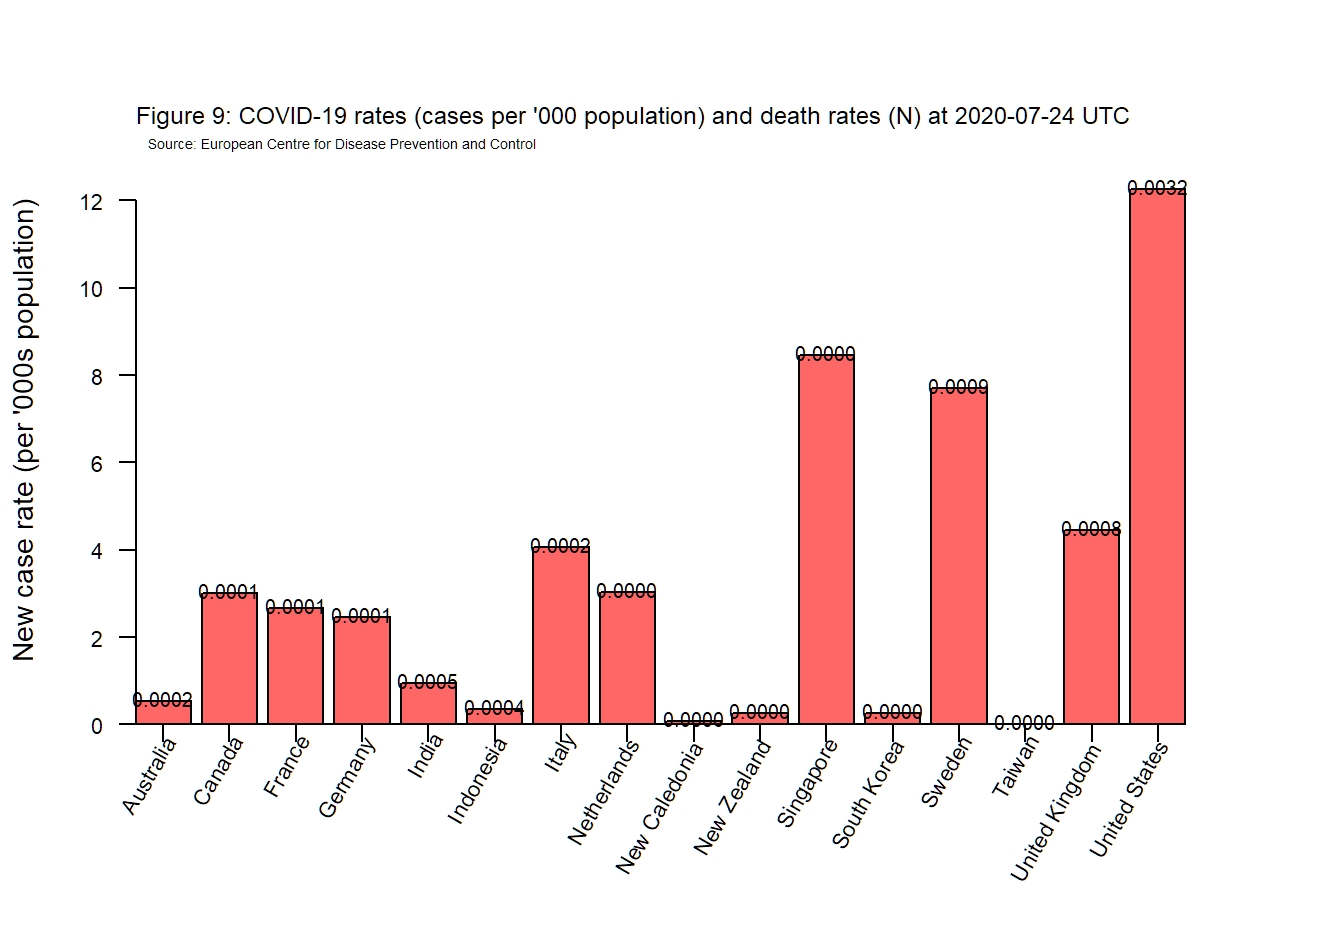 Figure 9: COVID-19 rates (cases per '000 population) and death rates (N) at 2020-07-24 UTC
Source: European Centre for Disease Prevention and Control
New case rate (per '000s population)
12
10
8
6
4
2
0
0.0002
0.0001
0.0001
0.0001
0.0005
0.0004
0.0002
0.0000
0.0000
0.0000
0.0000
0.0000
0.0009
0.0000
0.0008
0.0032
Australia
Canada
France
Germany
India
Indonesia
Italy
Netherlands
New Caledonia
New Zealand
Singapore
South Korea
Sweden
Taiwan
United Kingdom
United States